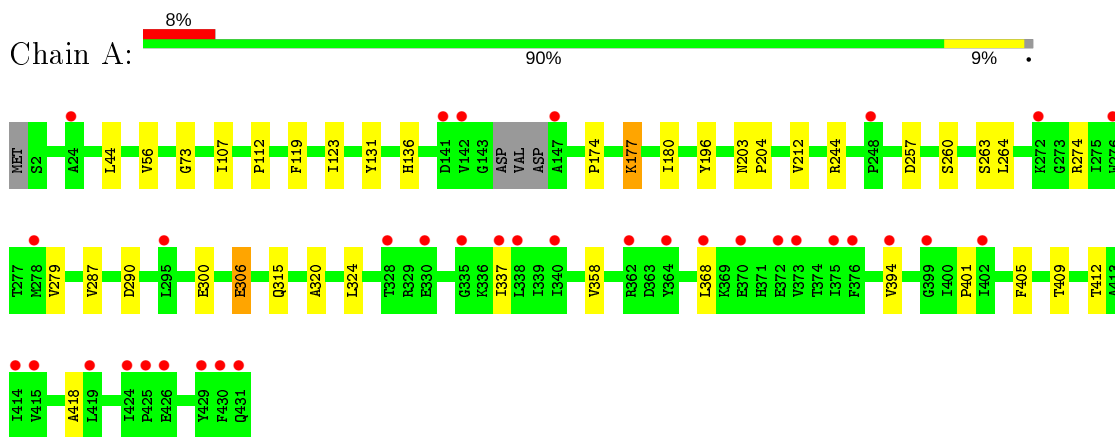 8%
Chain A:
90% 9% •
MET S2 A24 L44 V56 G73 I107 P112 F119 I123 Y131 H136 D141 V142 G143 ASP VAL ASP A147 P174 K177 I180 Y196 N203 P204 V212 R244 P248 D257 S260 S263 L264 K272 G273 R274 I275 W276
T277 M278 V279 V287 D290 L295 E300 E306 Q315 A320 L324 T328 R329 E330 G335 K336 I337 L338 I339 I340 V358 R362 D363 Y364 L368 K369 E370 H371 E372 V373 T374 I375 F376 V394 G399 I400 P401 I402 F405 T409 T412 A413
I414 V415 A418 L419 I424 P425 E426 Y429 F430 Q431